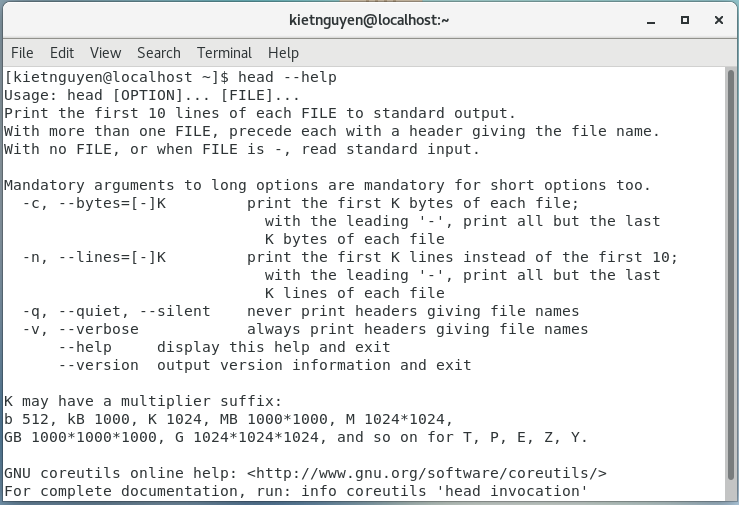 kietnguyen@localhost:~
File Edit View Search Terminal Help
[kietnguyen@localhost ~]$ head --help
Usage: head [OPTION]... [FILE]...
Print the first 10 lines of each FILE to standard output.
With more than one FILE, precede each with a header giving the file name.
With no FILE, or when FILE is -, read standard input.

Mandatory arguments to long options are mandatory for short options too.
  -c, --bytes=[-]K         print the first K bytes of each file;
                             with the leading '-', print all but the last
                             K bytes of each file
  -n, --lines=[-]K         print the first K lines instead of the first 10;
                             with the leading '-', print all but the last
                             K lines of each file
  -q, --quiet, --silent    never print headers giving file names
  -v, --verbose            always print headers giving file names
      --help     display this help and exit
      --version  output version information and exit

K may have a multiplier suffix:
b 512, kB 1000, K 1024, MB 1000*1000, M 1024*1024,
GB 1000*1000*1000, G 1024*1024*1024, and so on for T, P, E, Z, Y.

GNU coreutils online help: <http://www.gnu.org/software/coreutils/>
For complete documentation, run: info coreutils 'head invocation'